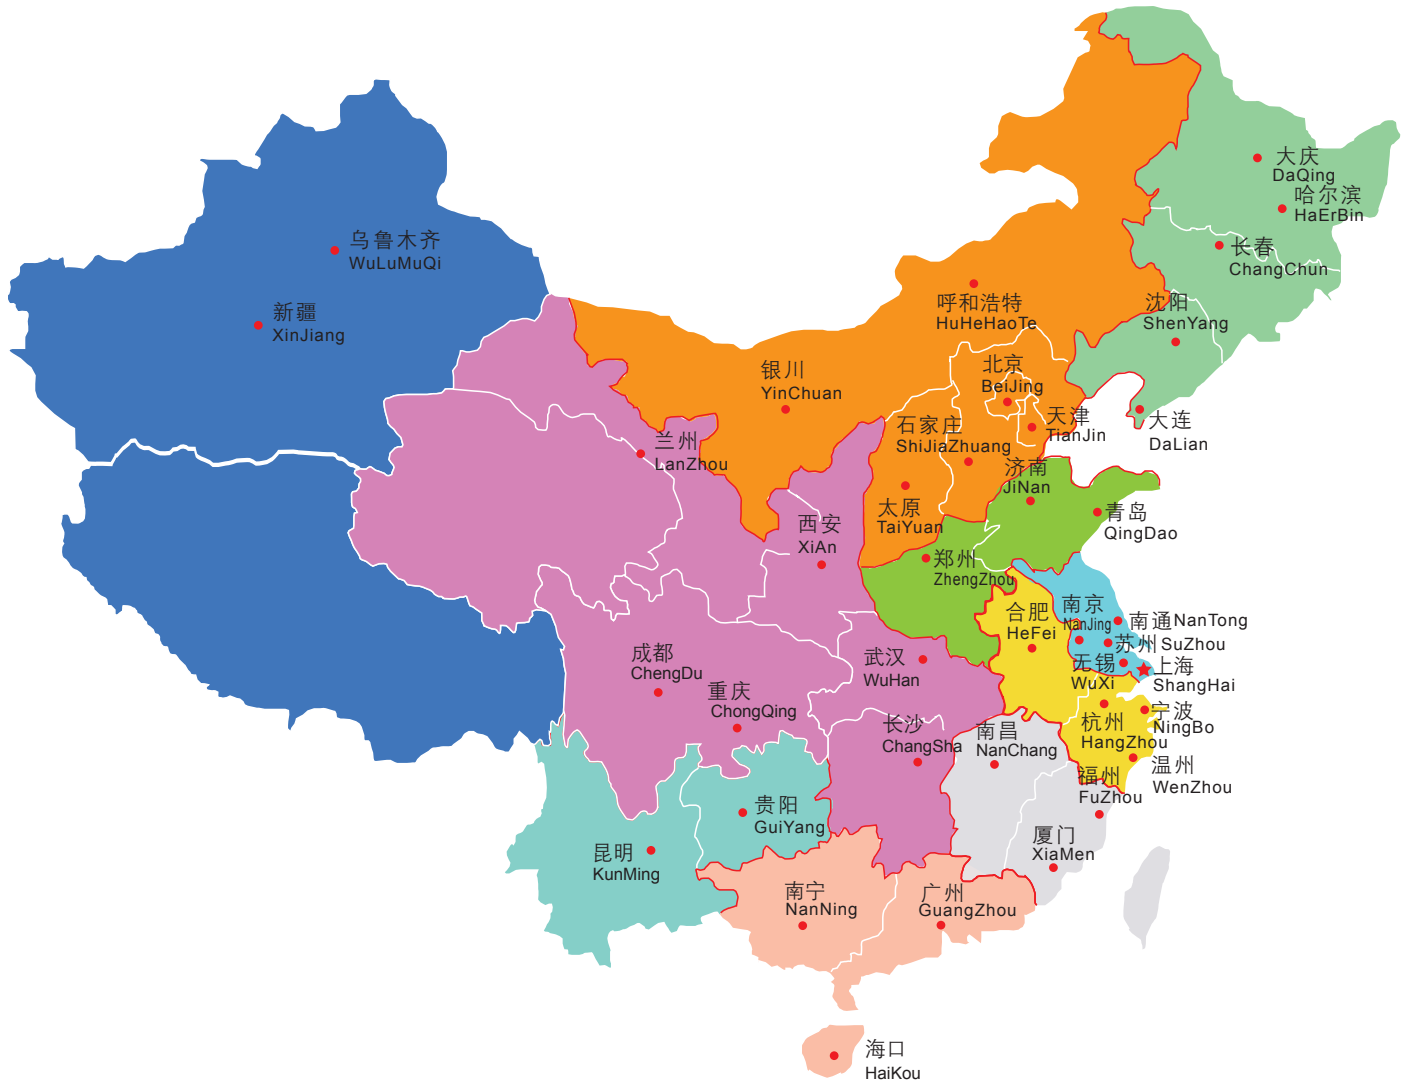 大庆
DaQing
哈尔滨
HaErBin
乌鲁木齐
WuLuMuQi
长春
ChangChun
新疆
XinJiang
呼和浩特
HuHeHaoTe
沈阳
ShenYang
银川
YinChuan
北京
BeiJing
石家庄
ShiJiaZhuang
天津
TianJin
大连
DaLian
兰州
LanZhou
济南
JiNan
太原
TaiYuan
西安
XiAn
青岛
QingDao
郑州
ZhengZhou
合肥
HeFei
南京
NanJing
南通NanTong
苏州SuZhou
成都
ChengDu
武汉
WuHan
无锡
WuXi
上海
ShangHai
重庆
ChongQing
长沙
ChangSha
南昌
NanChang
杭州
HangZhou
宁波
NingBo
温州
WenZhou
福州
FuZhou
贵阳
GuiYang
昆明
KunMing
厦门
XiaMen
南宁
NanNing
广州
GuangZhou
海口
HaiKou